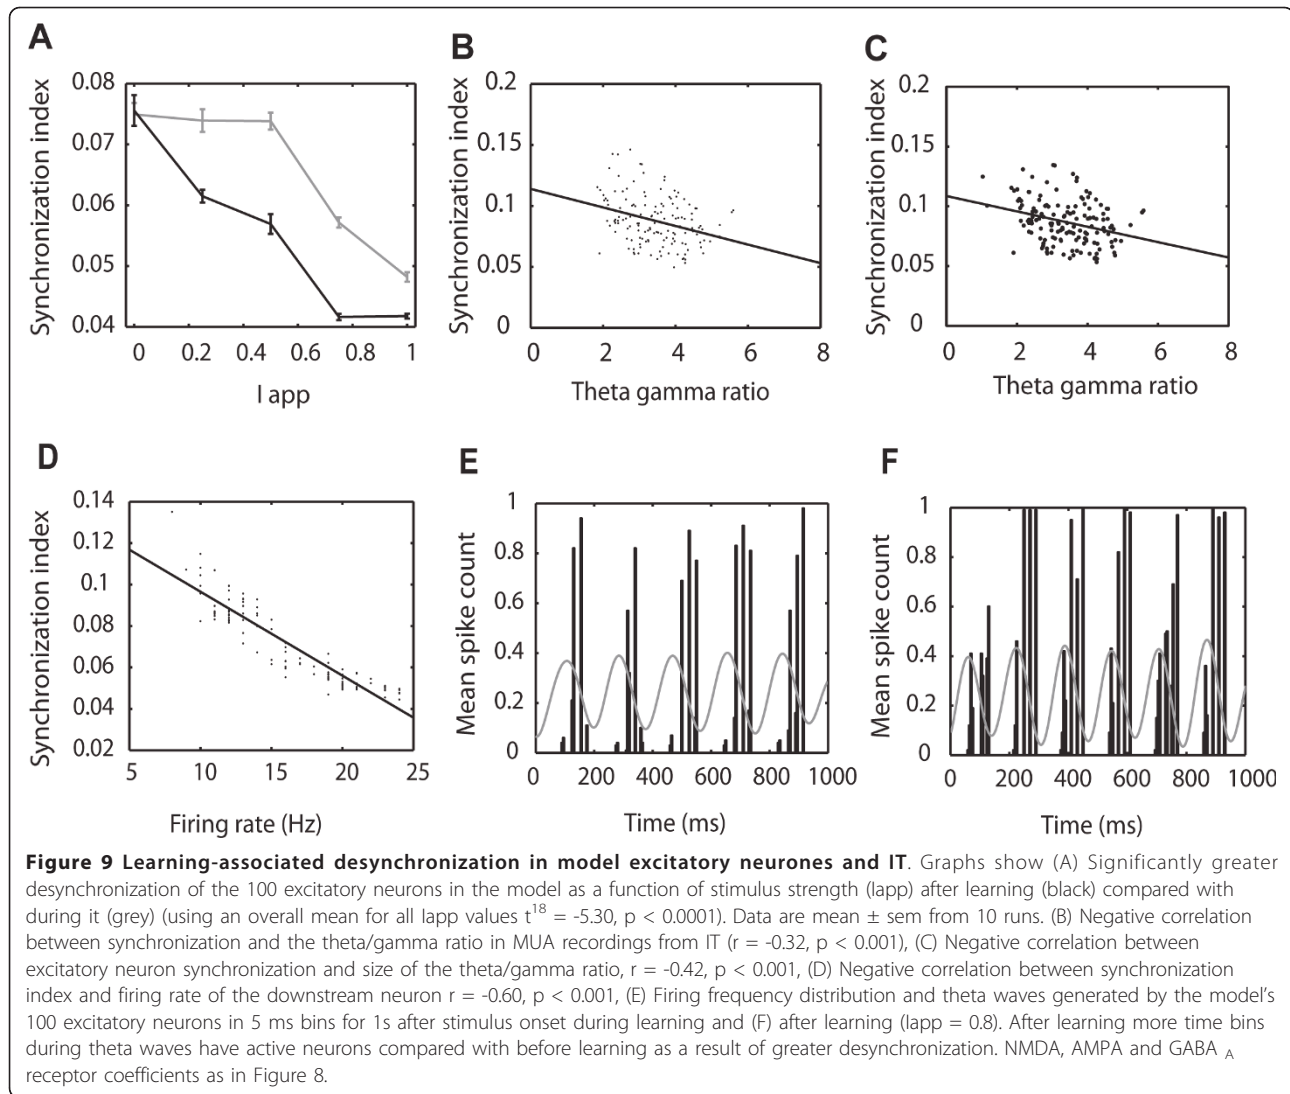 A
Synchronization index
0.08
0.07
0.06
0.05
0.04
0 0.2 0.4 0.6 0.8 1
I app
B
Synchronization index
0.2
0.15
0.1
0.05
0
0 2 4 6 8
Theta gamma ratio
C
Synchronization index
0.2
0.15
0.1
0.05
0
2 4 6 8
Theta gamma ratio
D
Synchronization index
0.14
0.12
0.1
0.08
0.06
0.04
0.02
5 10 15 20 25
Firing rate (Hz)
E
Mean spike count
1
0.8
0.6
0.4
0.2
0
0 200 400 600 800 1000
Time (ms)
F
Mean spike count
1
0.8
0.6
0.4
0.2
0
0 200 400 600 800 1000
Time (ms)
Figure 9 Learning-associated desynchronization in model excitatory neurones and IT. Graphs show (A) Significantly greater
desynchronization of the 100 excitatory neurons in the model as a function of stimulus strength (Iapp) after learning (black) compared with
during it (grey) (using an overall mean for all Iapp values t18 = -5.30, p < 0.0001). Data are mean ± sem from 10 runs. (B) Negative correlation
between synchronization and the theta/gamma ratio in MUA recordings from IT (r = -0.32, p < 0.001), (C) Negative correlation between
excitatory neuron synchronization and size of the theta/gamma ratio, r = -0.42, p < 0.001, (D) Negative correlation between synchronization
index and firing rate of the downstream neuron r = -0.60, p < 0.001, (E) Firing frequency distribution and theta waves generated by the model's
100 excitatory neurons in 5 ms bins for 1s after stimulus onset during learning and (F) after learning (Iapp = 0.8). After learning more time bins
during theta waves have active neurons compared with before learning as a result of greater desynchronization. NMDA, AMPA and GABA A
receptor coefficients as in Figure 8.